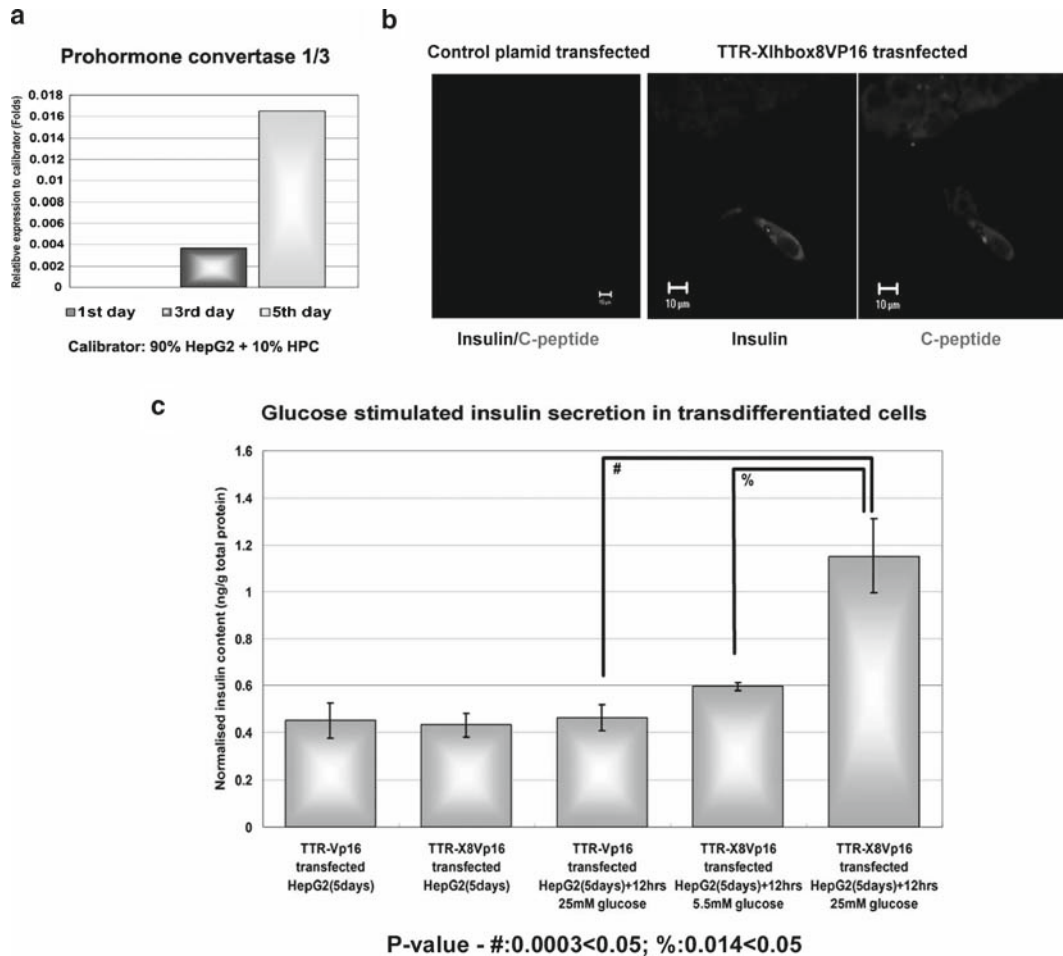 a
Prohormone convertase 1/3
Relatibve expression to calibrator (Folds)
0.018
0.016
0.014
0.012
0.01
0.008
0.006
0.004
0.002
0
1st day 3rd day 5th day
Calibrator: 90% HepG2 + 10% HPC
b
Control plamid transfected
TTR-Xlhbox8VP16 trasnfected
10 µm
10 µm
Insulin/C-peptide
Insulin
C-peptide
c
Glucose stimulated insulin secretion in transdifferentiated cells
Normalised insulin content (ng/g total protein)
1.6
1.4
1.2
1
0.8
0.6
0.4
0.2
0
#
%
TTR-Vp16
transfected
HepG2(5days)
TTR-X8Vp16
transfected
HepG2(5days)
TTR-Vp16
transfected
HepG2(5days)+12hrs
25mM glucose
TTR-X8Vp16
transfected
HepG2(5days)+12hrs
5.5mM glucose
TTR-X8Vp16
transfected
HepG2(5days)+12hrs
25mM glucose
P-value - #:0.0003<0.05; %:0.014<0.05